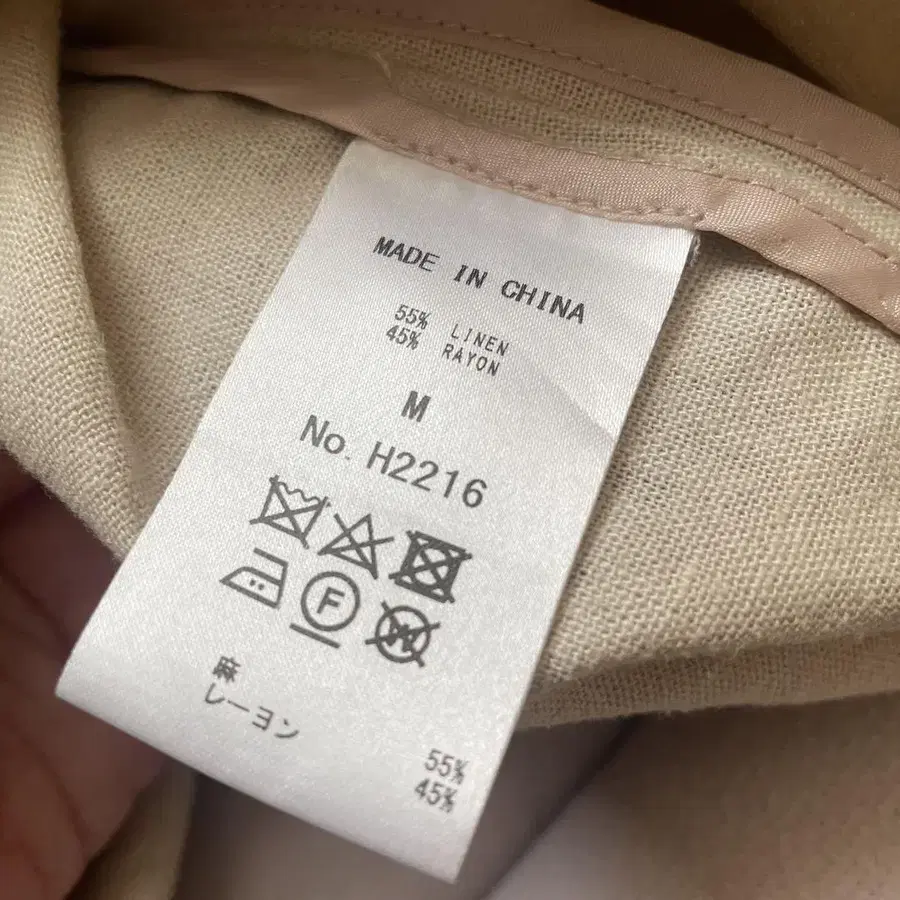 MADE IN CHINA
55% LINEN
45% RAYON
M
No. H2216
F
W
麻
レーヨン
55%
45%